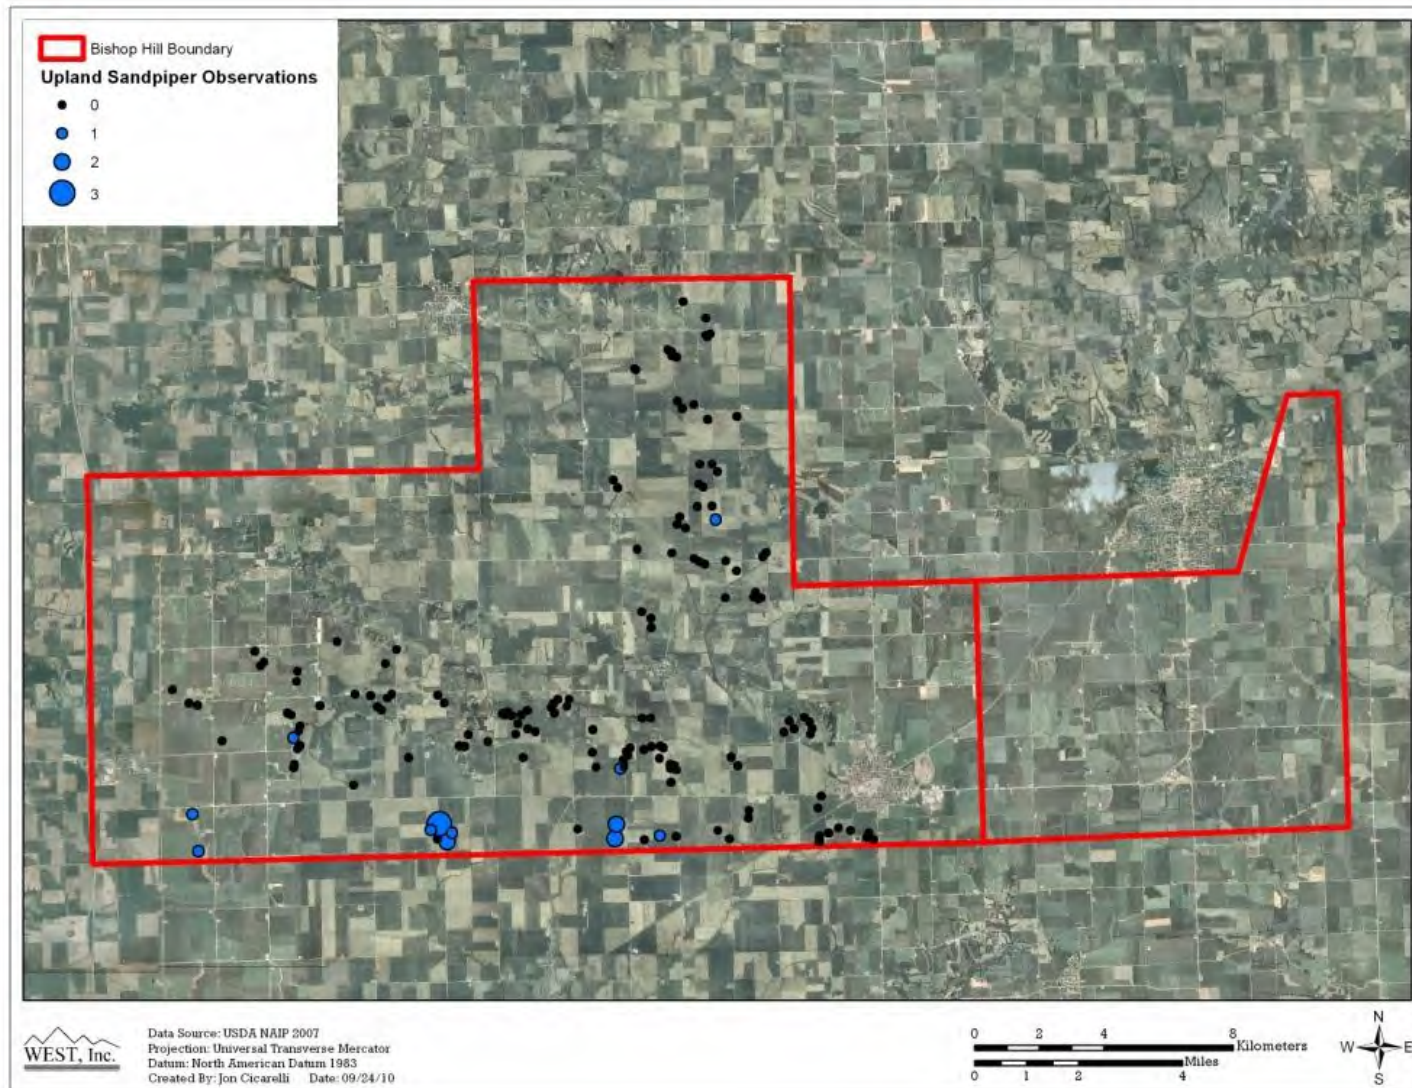 Bishop Hill Boundary
Upland Sandpiper Observations
0
1
2
3
WEST, Inc.
Data Source: USDA NAIP 2007
Projection: Universal Transverse Mercator
Datum: North American Datum 1983
Created By: Jon Cicarelli Date: 09/24/10
0 2 4 8
Kilometers
Miles
0 1 2 4
N
W E
S